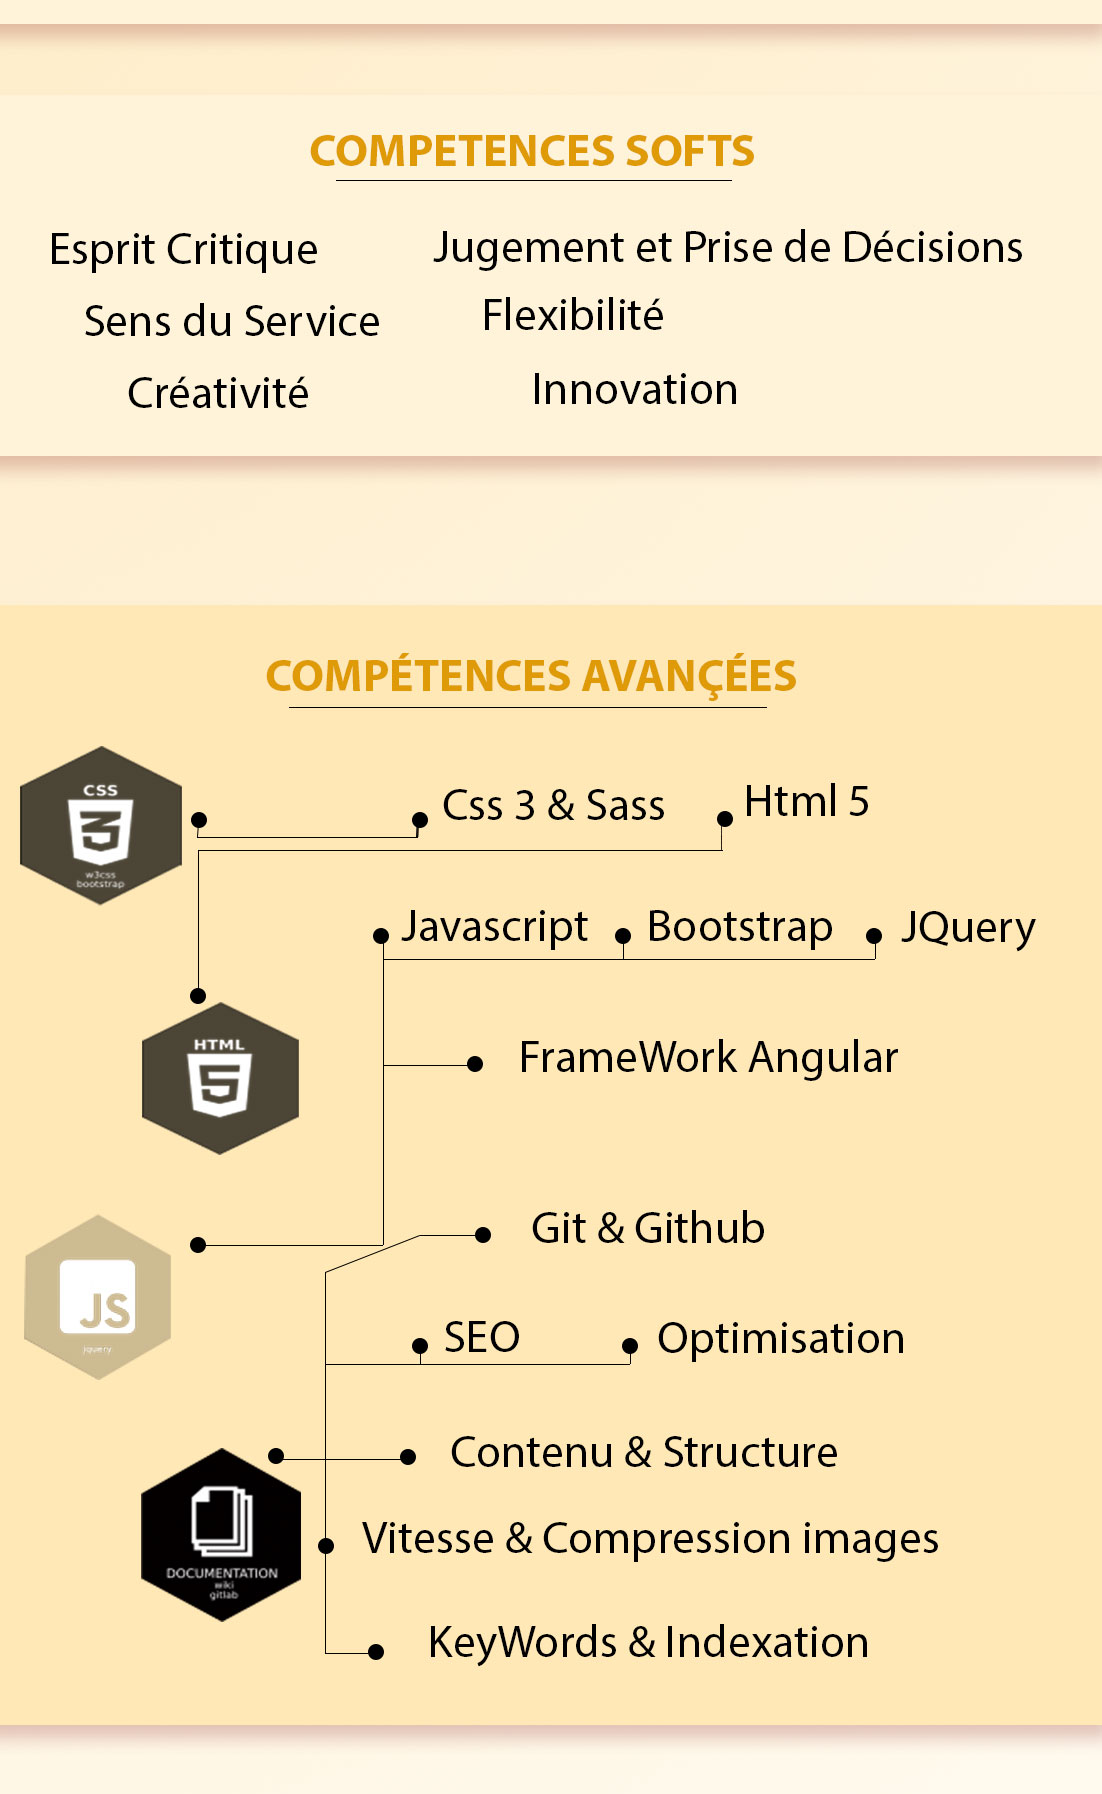 COMPETENCES SOFTS
Esprit Critique
Jugement et Prise de Décisions
Sens du Service
Flexibilité
Créativité
Innovation
COMPÉTENCES AVANÇÉES
CSS
3
w3css
bootstrap
Css 3 & Sass
Html 5
Javascript
Bootstrap
JQuery
HTML
5
FrameWork Angular
Git & Github
JS
jquery
SEO
Optimisation
Contenu & Structure
DOCUMENTATION
wiki
gitlab
Vitesse & Compression images
KeyWords & Indexation